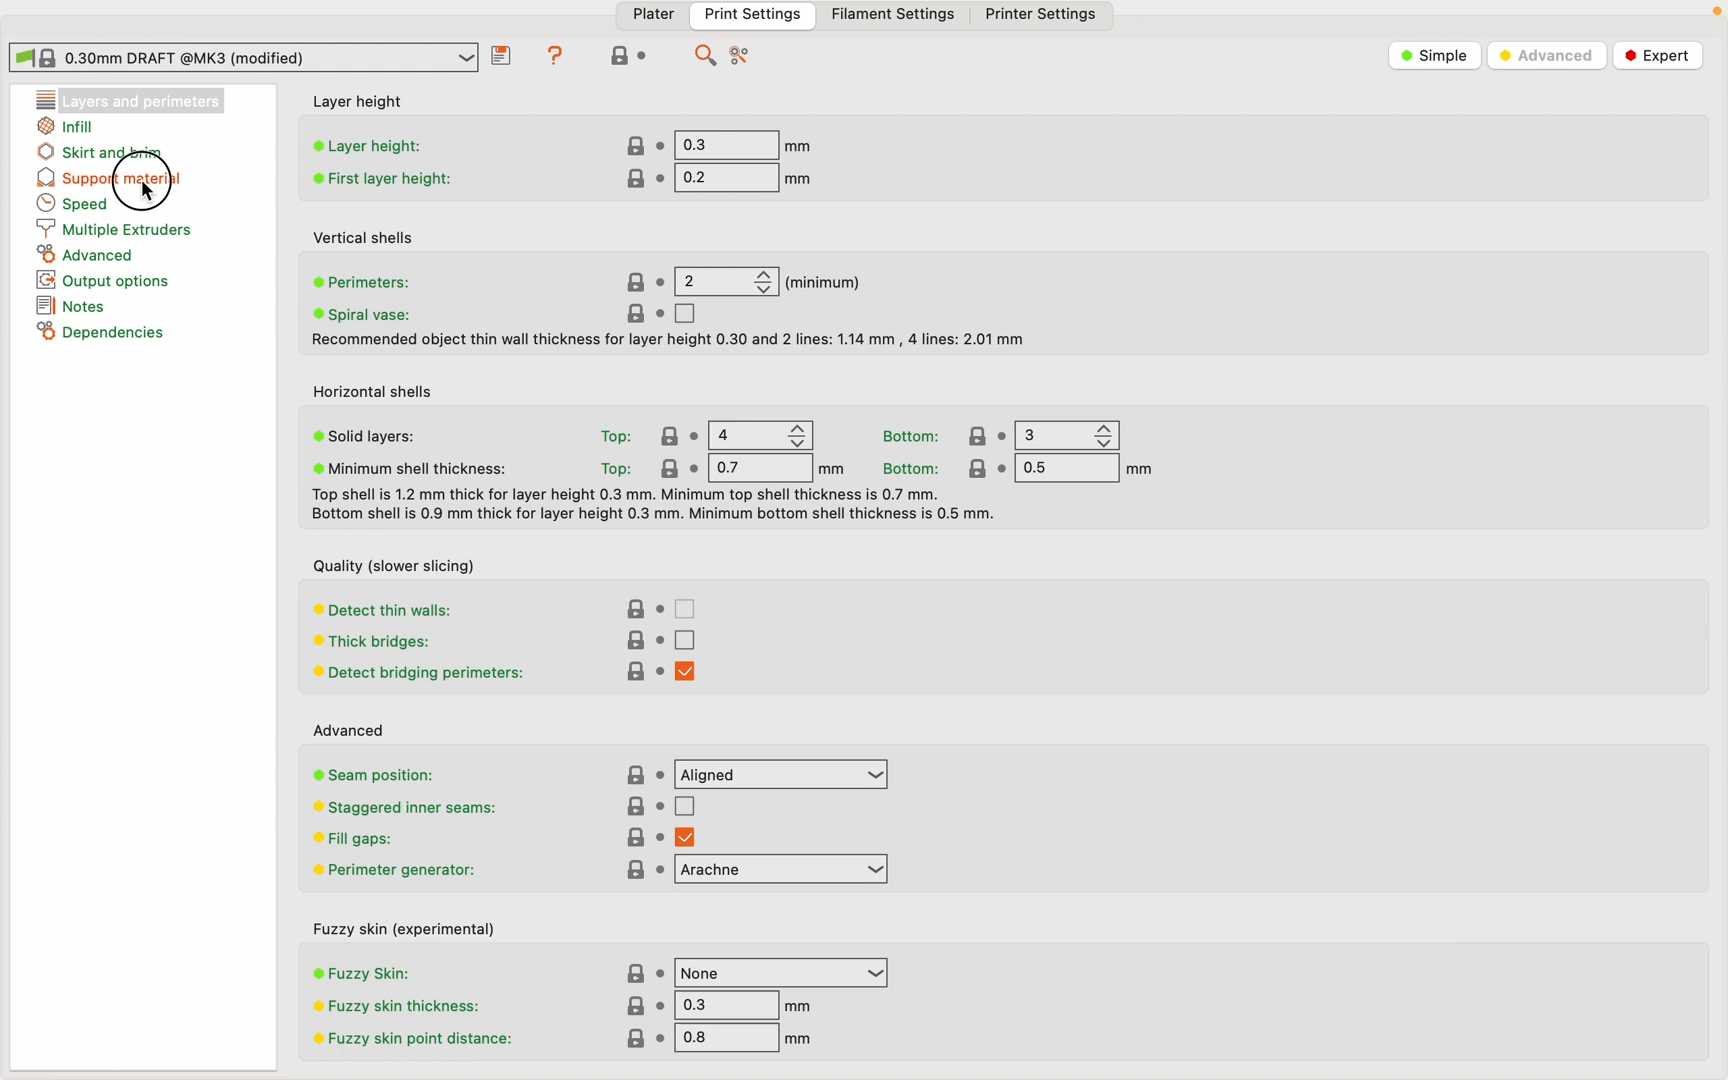 Plater Print Settings Filament Settings Printer Settings
0.30mm DRAFT @MK3 (modified) ? Simple Advanced Expert
Layers and perimeters
Infill
Skirt and brim
Support material
Speed
Multiple Extruders
Advanced
Output options
Notes
Dependencies
Layer height
Layer height: 0.3 mm
First layer height: 0.2 mm
Vertical shells
Perimeters: 2 (minimum)
Spiral vase:
Recommended object thin wall thickness for layer height 0.30 and 2 lines: 1.14 mm , 4 lines: 2.01 mm
Horizontal shells
Solid layers: Top: 4 Bottom: 3
Minimum shell thickness: Top: 0.7 mm Bottom: 0.5 mm
Top shell is 1.2 mm thick for layer height 0.3 mm. Minimum top shell thickness is 0.7 mm.
Bottom shell is 0.9 mm thick for layer height 0.3 mm. Minimum bottom shell thickness is 0.5 mm.
Quality (slower slicing)
Detect thin walls:
Thick bridges:
Detect bridging perimeters:
Advanced
Seam position: Aligned
Staggered inner seams:
Fill gaps:
Perimeter generator: Arachne
Fuzzy skin (experimental)
Fuzzy Skin: None
Fuzzy skin thickness: 0.3 mm
Fuzzy skin point distance: 0.8 mm